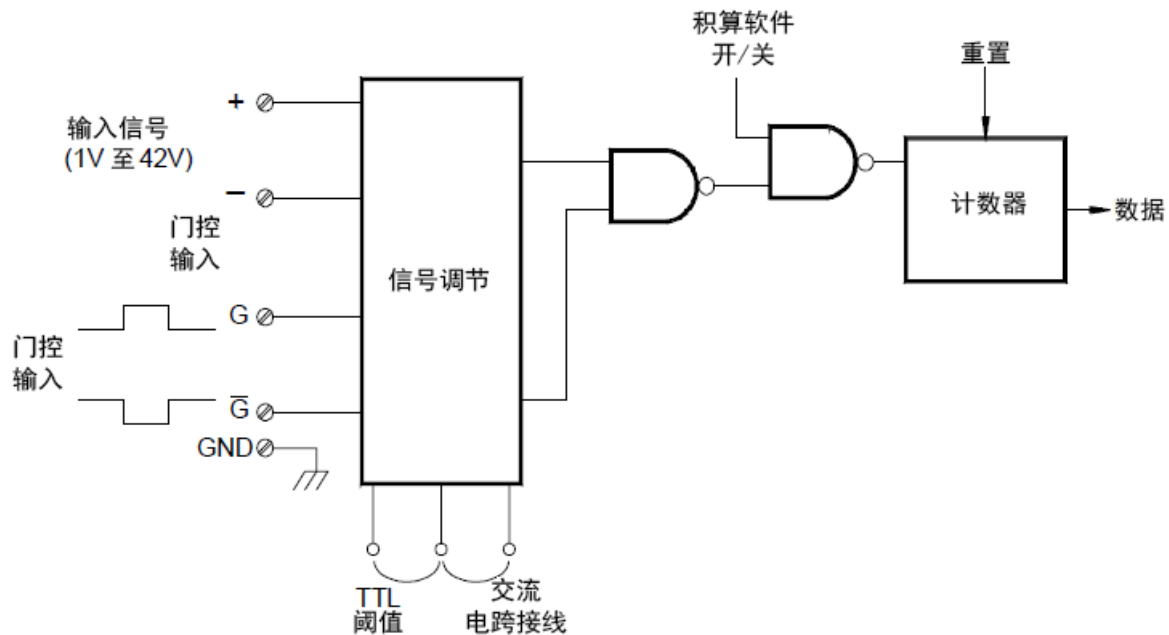 积算软件
开/关
重置
+
输入信号
(1V 至 42V)
−
门控
输入
信号调节
计数器
数据
G
门控
输入
G̅
GND
TTL
阈值
交流
电跨接线